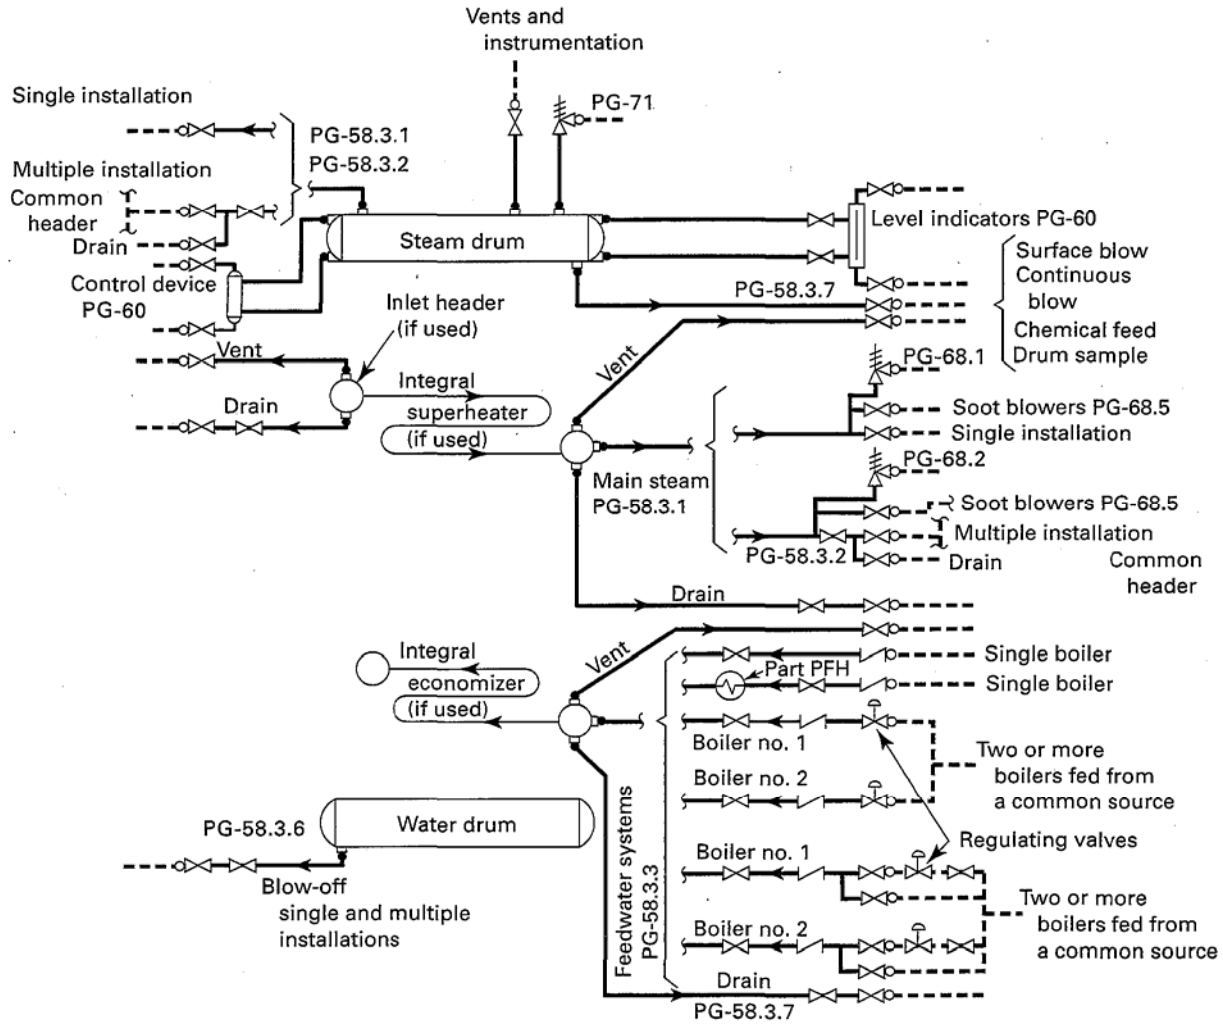 Vents and
instrumentation
Single installation
PG-71
PG-58.3.1
PG-58.3.2
Multiple installation
Common
header
Drain
Steam drum
Level indicators PG-60
Control device
PG-60
Inlet header
(if used)
PG-58.3.7
Surface blow
Continuous
blow
Chemical feed
Drum sample
Vent
Vent
PG-68.1
Drain
Integral
superheater
(if used)
Soot blowers PG-68.5
Single installation
PG-68.2
Main steam
PG-58.3.1
Soot blowers PG-68.5
Multiple installation
PG-58.3.2
Drain
Common
header
Drain
Vent
Integral
economizer
(if used)
Single boiler
Part PFH
Single boiler
Boiler no. 1
Two or more
boilers fed from
a common source
Boiler no. 2
PG-58.3.6
Water drum
Regulating valves
Blow-off
single and multiple
installations
Feedwater systems
PG-58.3.3
Boiler no. 1
Two or more
boilers fed from
a common source
Boiler no. 2
Drain
PG-58.3.7